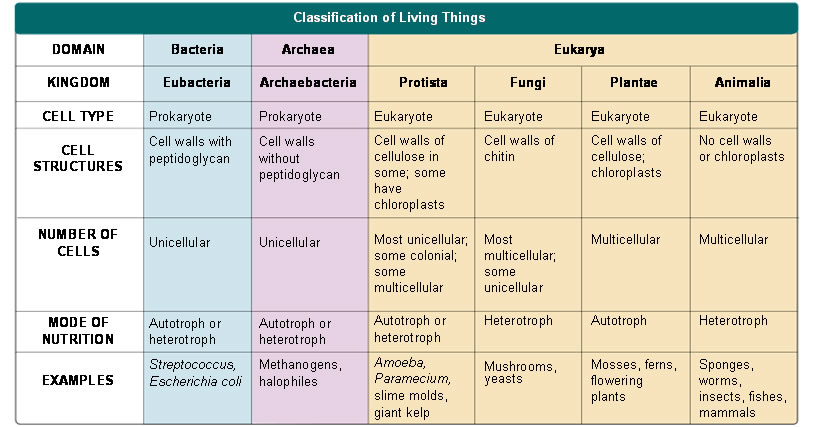 Classification of Living Things
DOMAIN Bacteria Archaea Eukarya
KINGDOM Eubacteria Archaebacteria Protista Fungi Plantae Animalia
CELL TYPE Prokaryote Prokaryote Eukaryote Eukaryote Eukaryote Eukaryote
CELL STRUCTURES
Cell walls with
peptidoglycan
Cell walls
without
peptidoglycan
Cell walls of
cellulose in
some; some
have
chloroplasts
Cell walls of
chitin
Cell walls of
cellulose;
chloroplasts
No cell walls
or chloroplasts
NUMBER OF
CELLS
Unicellular
Unicellular
Most unicellular;
some colonial;
some
multicellular
Most
multicellular;
some
unicellular
Multicellular
Multicellular
MODE OF
NUTRITION
Autotroph or
heterotroph
Autotroph or
heterotroph
Autotroph or
heterotroph
Heterotroph
Autotroph
Heterotroph
EXAMPLES
Streptococcus,
Escherichia coli
Methanogens,
halophiles
Amoeba,
Paramecium,
slime molds,
giant kelp
Mushrooms,
yeasts
Mosses, ferns,
flowering
plants
Sponges,
worms,
insects, fishes,
mammals